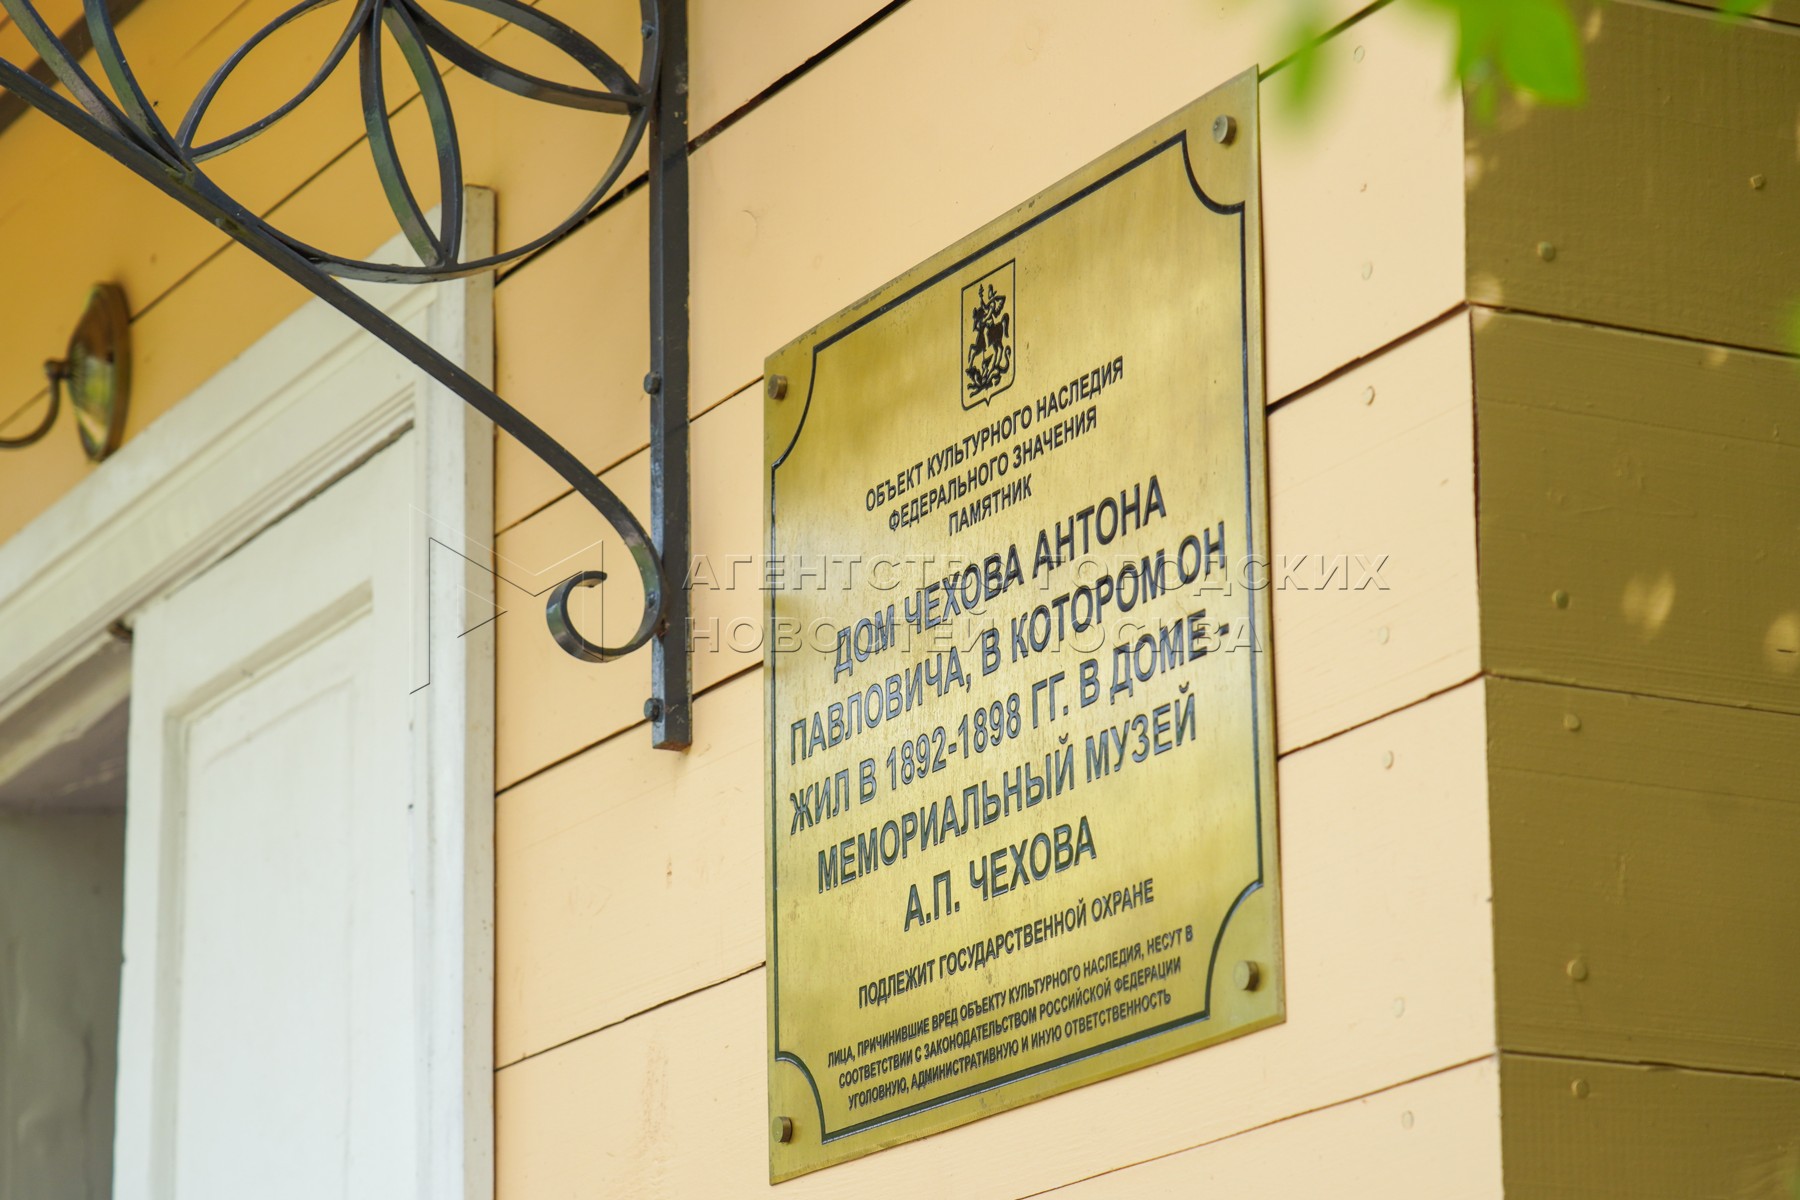 ОБЪЕКТ КУЛЬТУРНОГО НАСЛЕДИЯ
ФЕДЕРАЛЬНОГО ЗНАЧЕНИЯ
ПАМЯТНИК
ДОМ ЧЕХОВА АНТОНА
ПАВЛОВИЧА, В КОТОРОМ ОН
ЖИЛ В 1892-1898 ГГ. В ДОМЕ-
МЕМОРИАЛЬНЫЙ МУЗЕЙ
А.П. ЧЕХОВА
ПОДЛЕЖИТ ГОСУДАРСТВЕННОЙ ОХРАНЕ
ЛИЦА, ПРИЧИНИВШИЕ ВРЕД ОБЪЕКТУ КУЛЬТУРНОГО НАСЛЕДИЯ, НЕСУТ В
СООТВЕТСТВИИ С ЗАКОНОДАТЕЛЬСТВОМ РОССИЙСКОЙ ФЕДЕРАЦИИ
УГОЛОВНУЮ, АДМИНИСТРАТИВНУЮ И ИНУЮ ОТВЕТСТВЕННОСТЬ
АГЕНТСТВО ГОРОДСКИХ
НОВОСТЕЙ МОСКВА